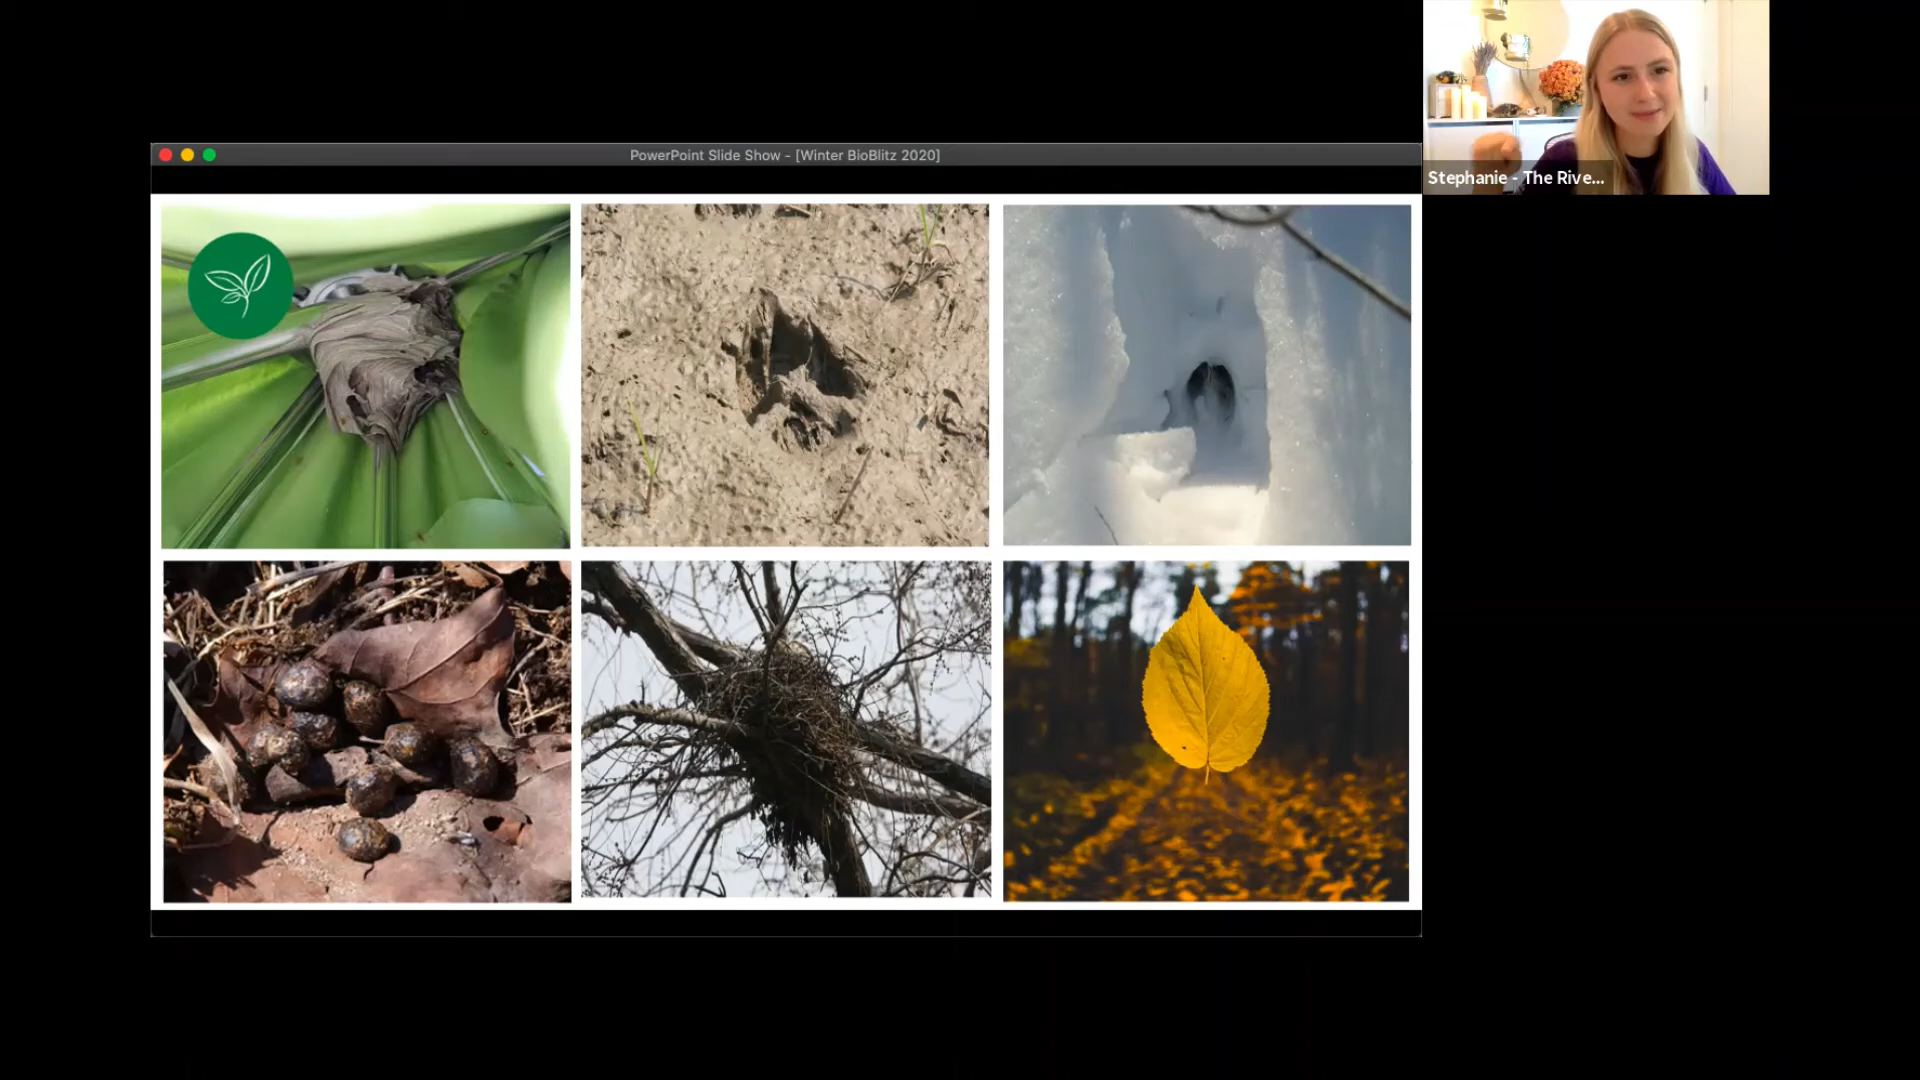 PowerPoint Slide Show - [Winter BioBlitz 2020]
Stephanie - The Rive...